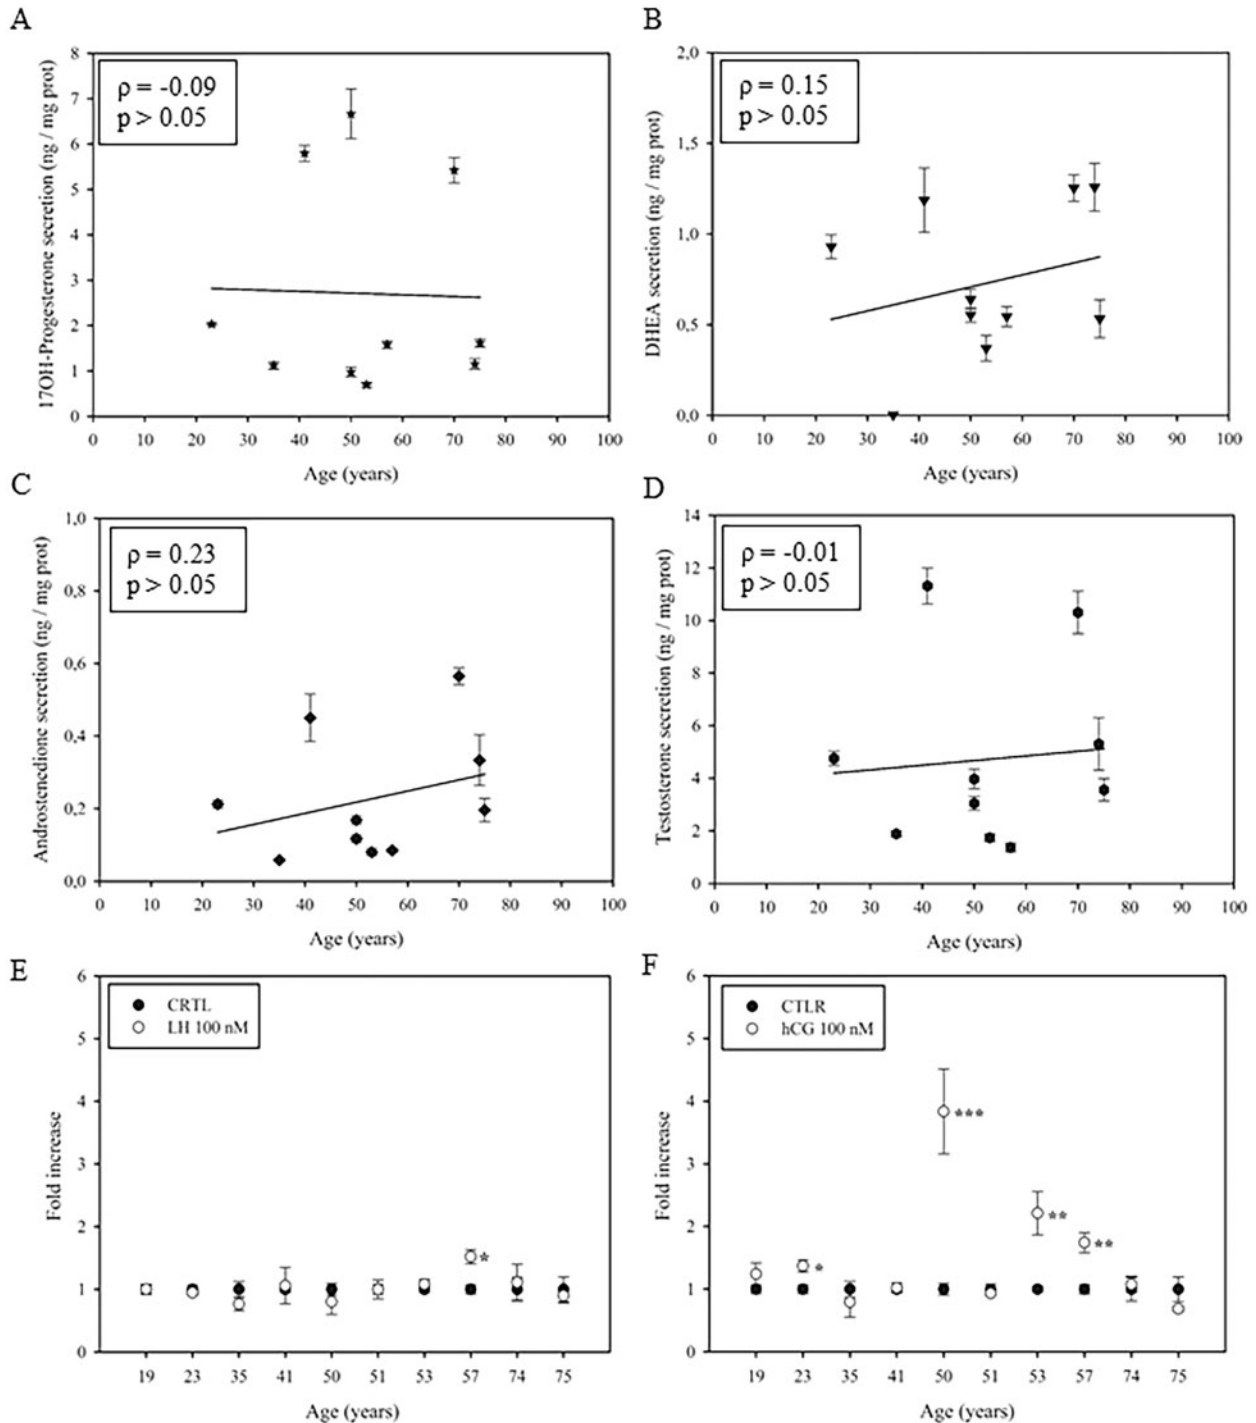 A
17OH-Progesterone secretion (ng / mg prot)
8
7
6
5
4
3
2
1
0
ρ = -0.09
p > 0.05
0 10 20 30 40 50 60 70 80 90 100
Age (years)
B
DHEA secretion (ng / mg prot)
2,0
1,5
1,0
0,5
0,0
ρ = 0.15
p > 0.05
0 10 20 30 40 50 60 70 80 90 100
Age (years)
C
Androstenedione secretion (ng / mg prot)
1,0
0,8
0,6
0,4
0,2
0,0
ρ = 0.23
p > 0.05
0 10 20 30 40 50 60 70 80 90 100
Age (years)
D
Testosterone secretion (ng / mg prot)
14
12
10
8
6
4
2
0
ρ = -0.01
p > 0.05
0 10 20 30 40 50 60 70 80 90 100
Age (years)
E
Fold increase
6
5
4
3
2
1
0
CRTL
LH 100 nM
*
19 23 35 41 50 51 53 57 74 75
Age (years)
F
Fold increase
6
5
4
3
2
1
0
CTLR
hCG 100 nM
***
**
**
*
19 23 35 41 50 51 53 57 74 75
Age (years)